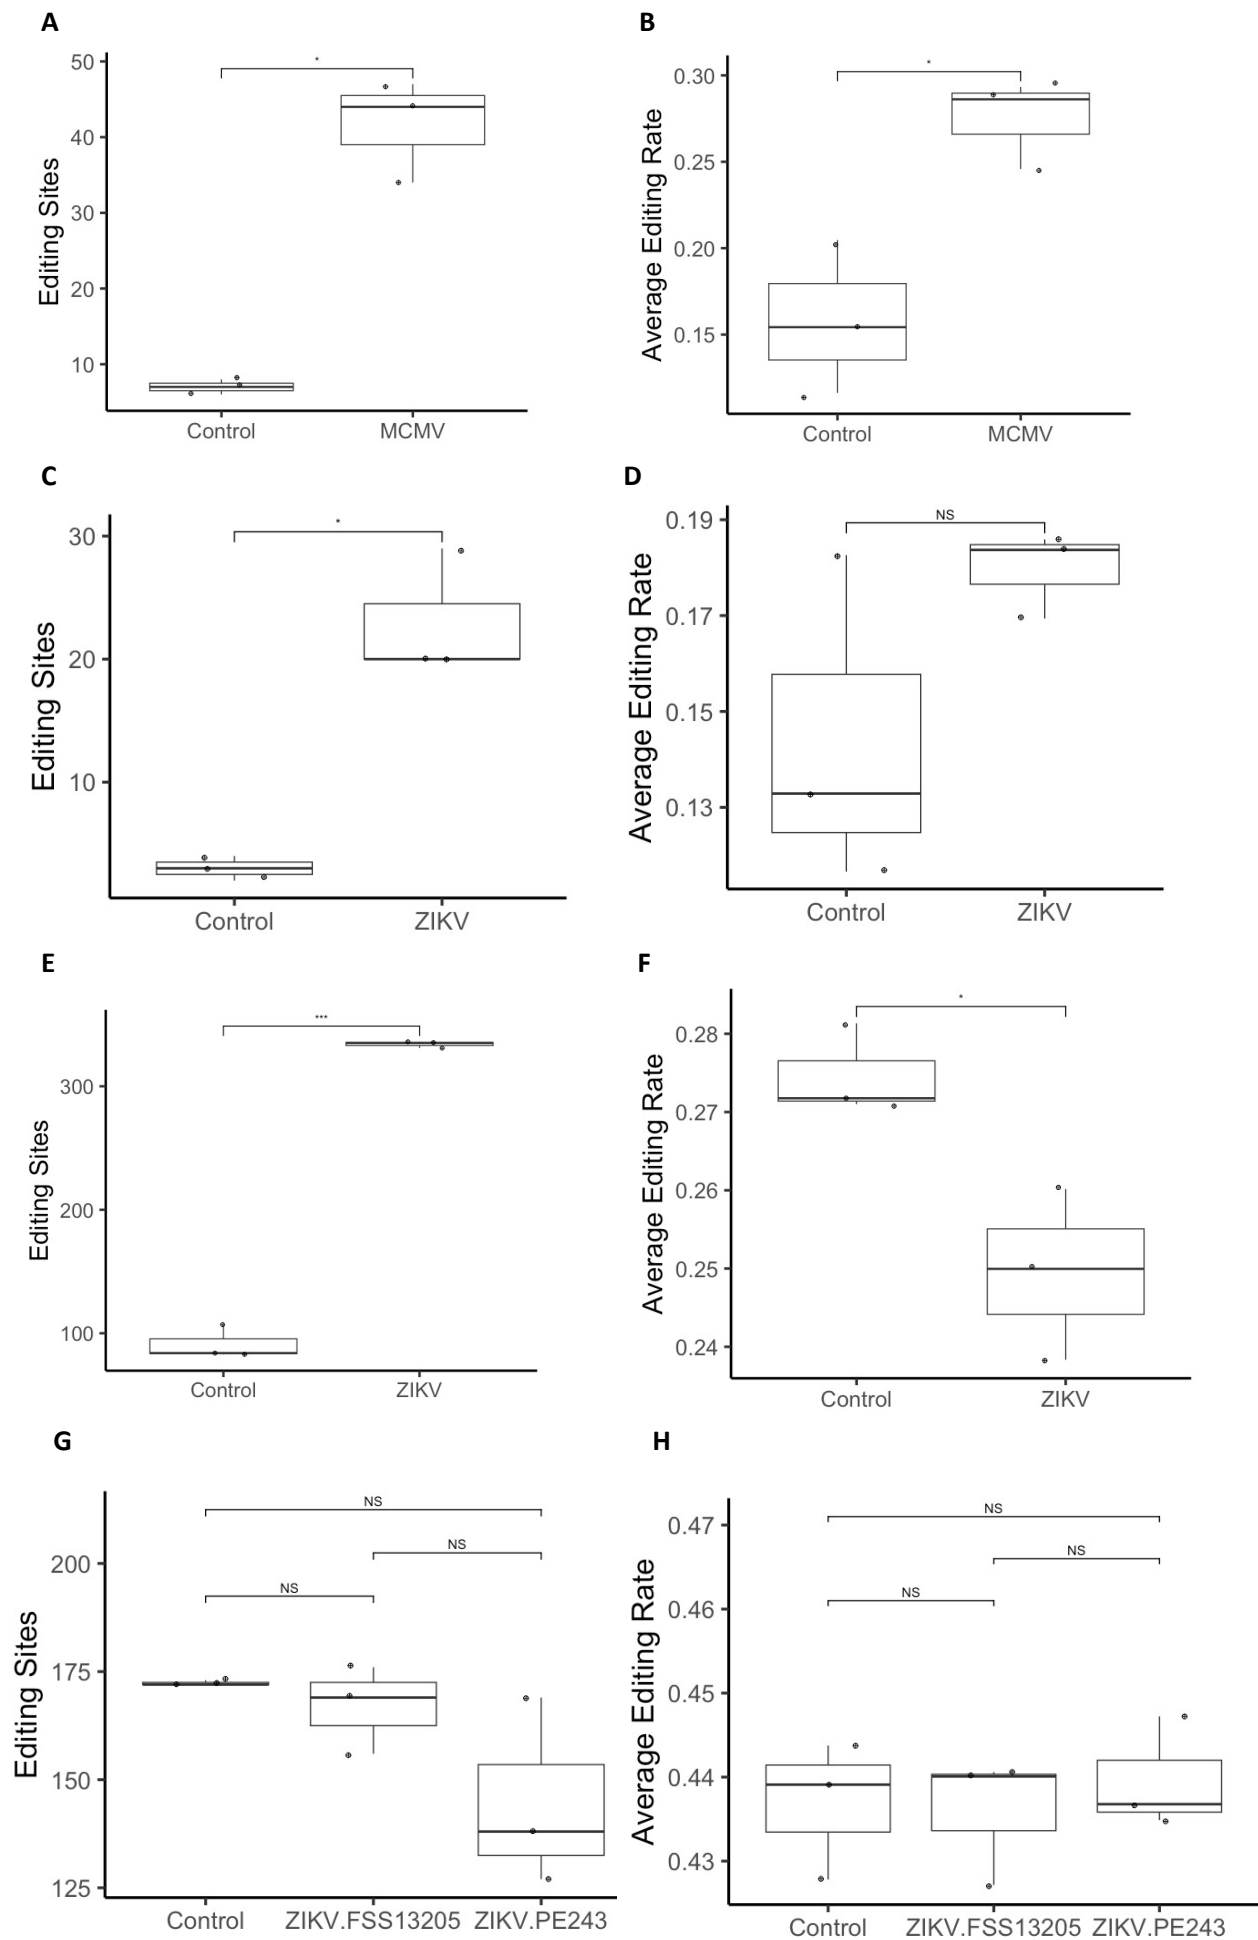 A
50
40
30
20
10
Editing Sites
*
Control MCMV
B
0.30
0.25
0.20
0.15
Average Editing Rate
*
Control MCMV
C
30
20
10
Editing Sites
*
Control ZIKV
D
0.19
0.17
0.15
0.13
Average Editing Rate
NS
Control ZIKV
E
300
200
100
Editing Sites
***
Control ZIKV
F
0.28
0.27
0.26
0.25
0.24
Average Editing Rate
*
Control ZIKV
G
200
175
150
125
Editing Sites
NS
NS
NS
Control ZIKV.FSS13205 ZIKV.PE243
H
0.47
0.46
0.45
0.44
0.43
Average Editing Rate
NS
NS
NS
Control ZIKV.FSS13205 ZIKV.PE243